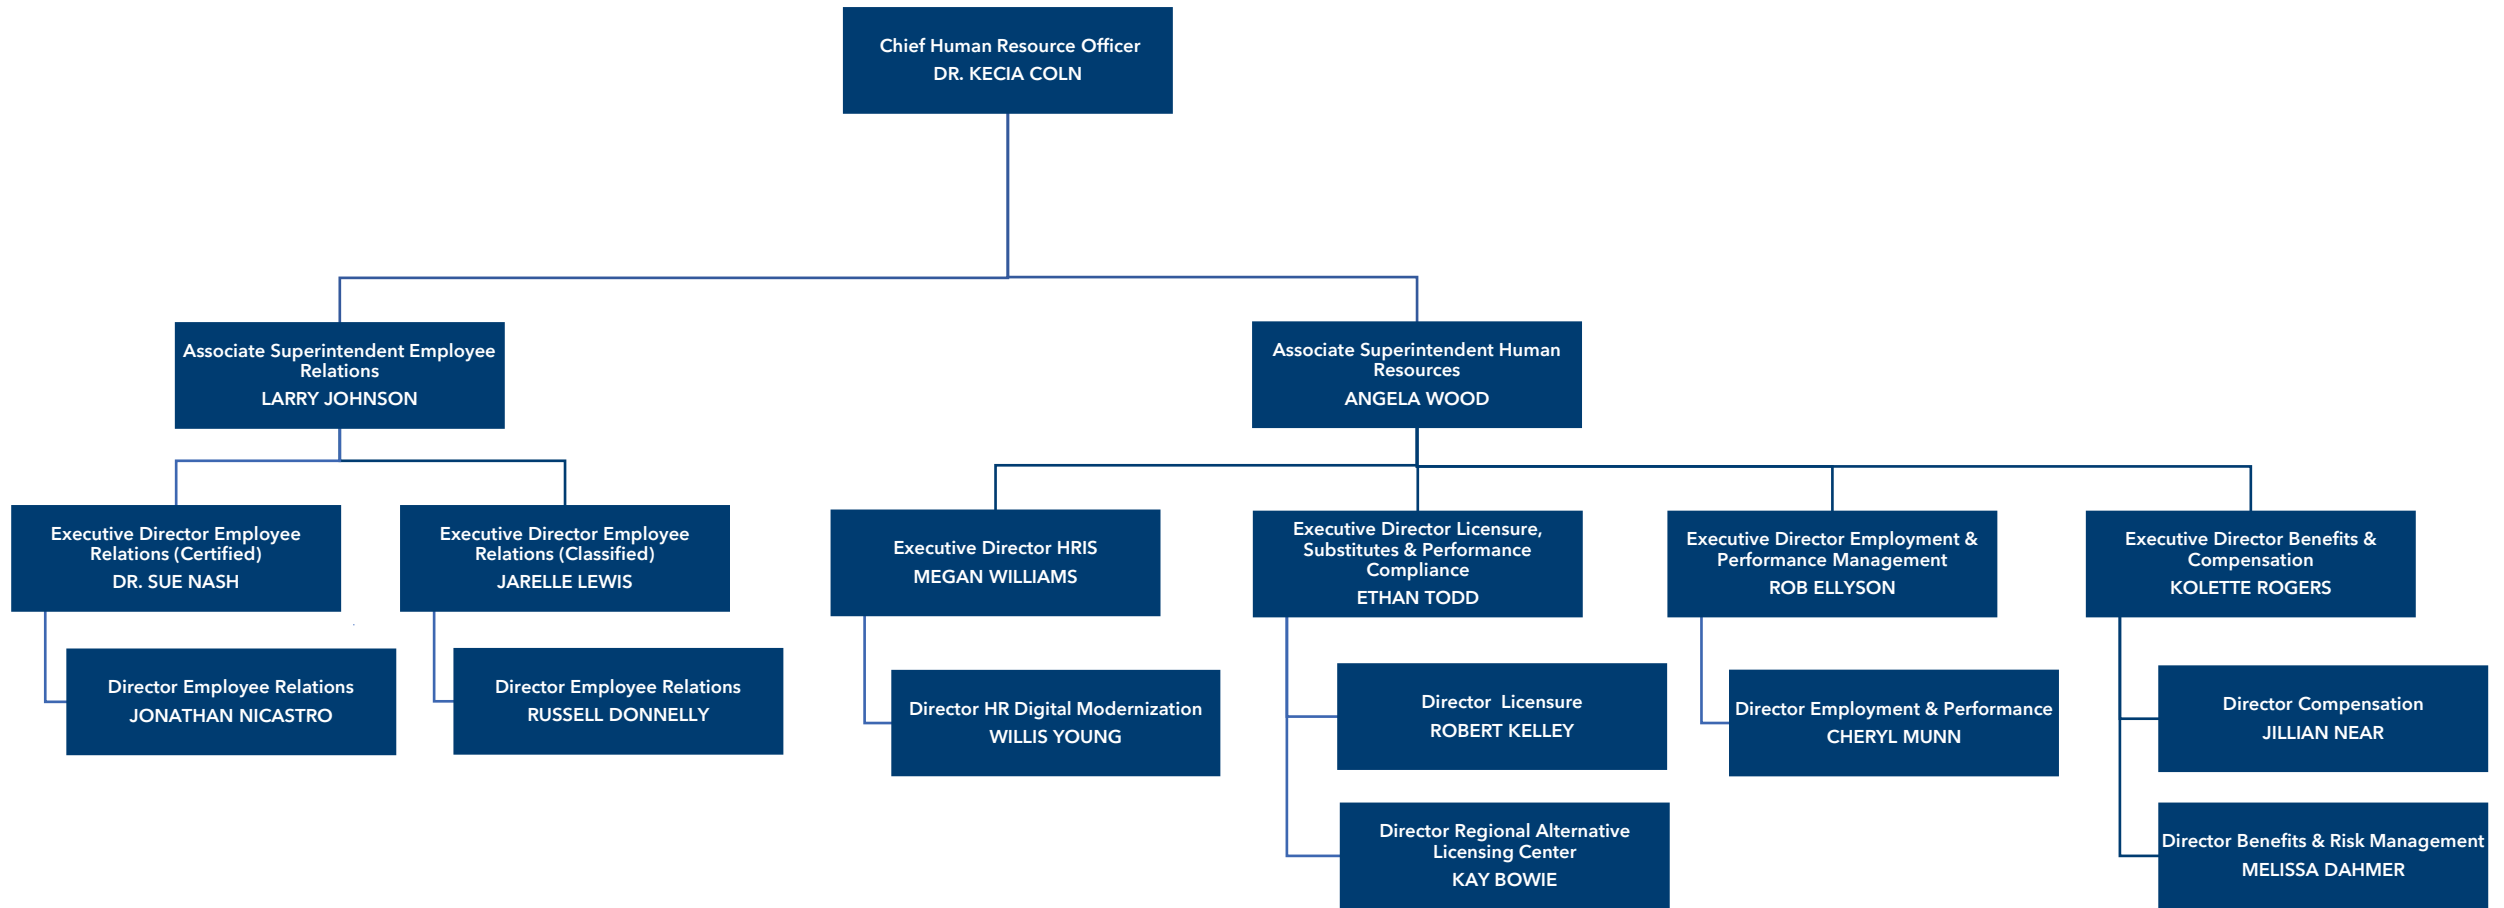 Chief Human Resource Officer
DR. KECIA COLN
Associate Superintendent Employee
Relations
LARRY JOHNSON
Associate Superintendent Human
Resources
ANGELA WOOD
Executive Director Employee
Relations (Certified)
DR. SUE NASH
Executive Director Employee
Relations (Classified)
JARELLE LEWIS
Executive Director HRIS
MEGAN WILLIAMS
Executive Director Licensure,
Substitutes & Performance
Compliance
ETHAN TODD
Executive Director Employment &
Performance Management
ROB ELLYSON
Executive Director Benefits &
Compensation
KOLETTE ROGERS
Director Employee Relations
JONATHAN NICASTRO
Director Employee Relations
RUSSELL DONNELLY
Director HR Digital Modernization
WILLIS YOUNG
Director  Licensure
ROBERT KELLEY
Director Employment & Performance
CHERYL MUNN
Director Compensation
JILLIAN NEAR
Director Regional Alternative
Licensing Center
KAY BOWIE
Director Benefits & Risk Management
MELISSA DAHMER